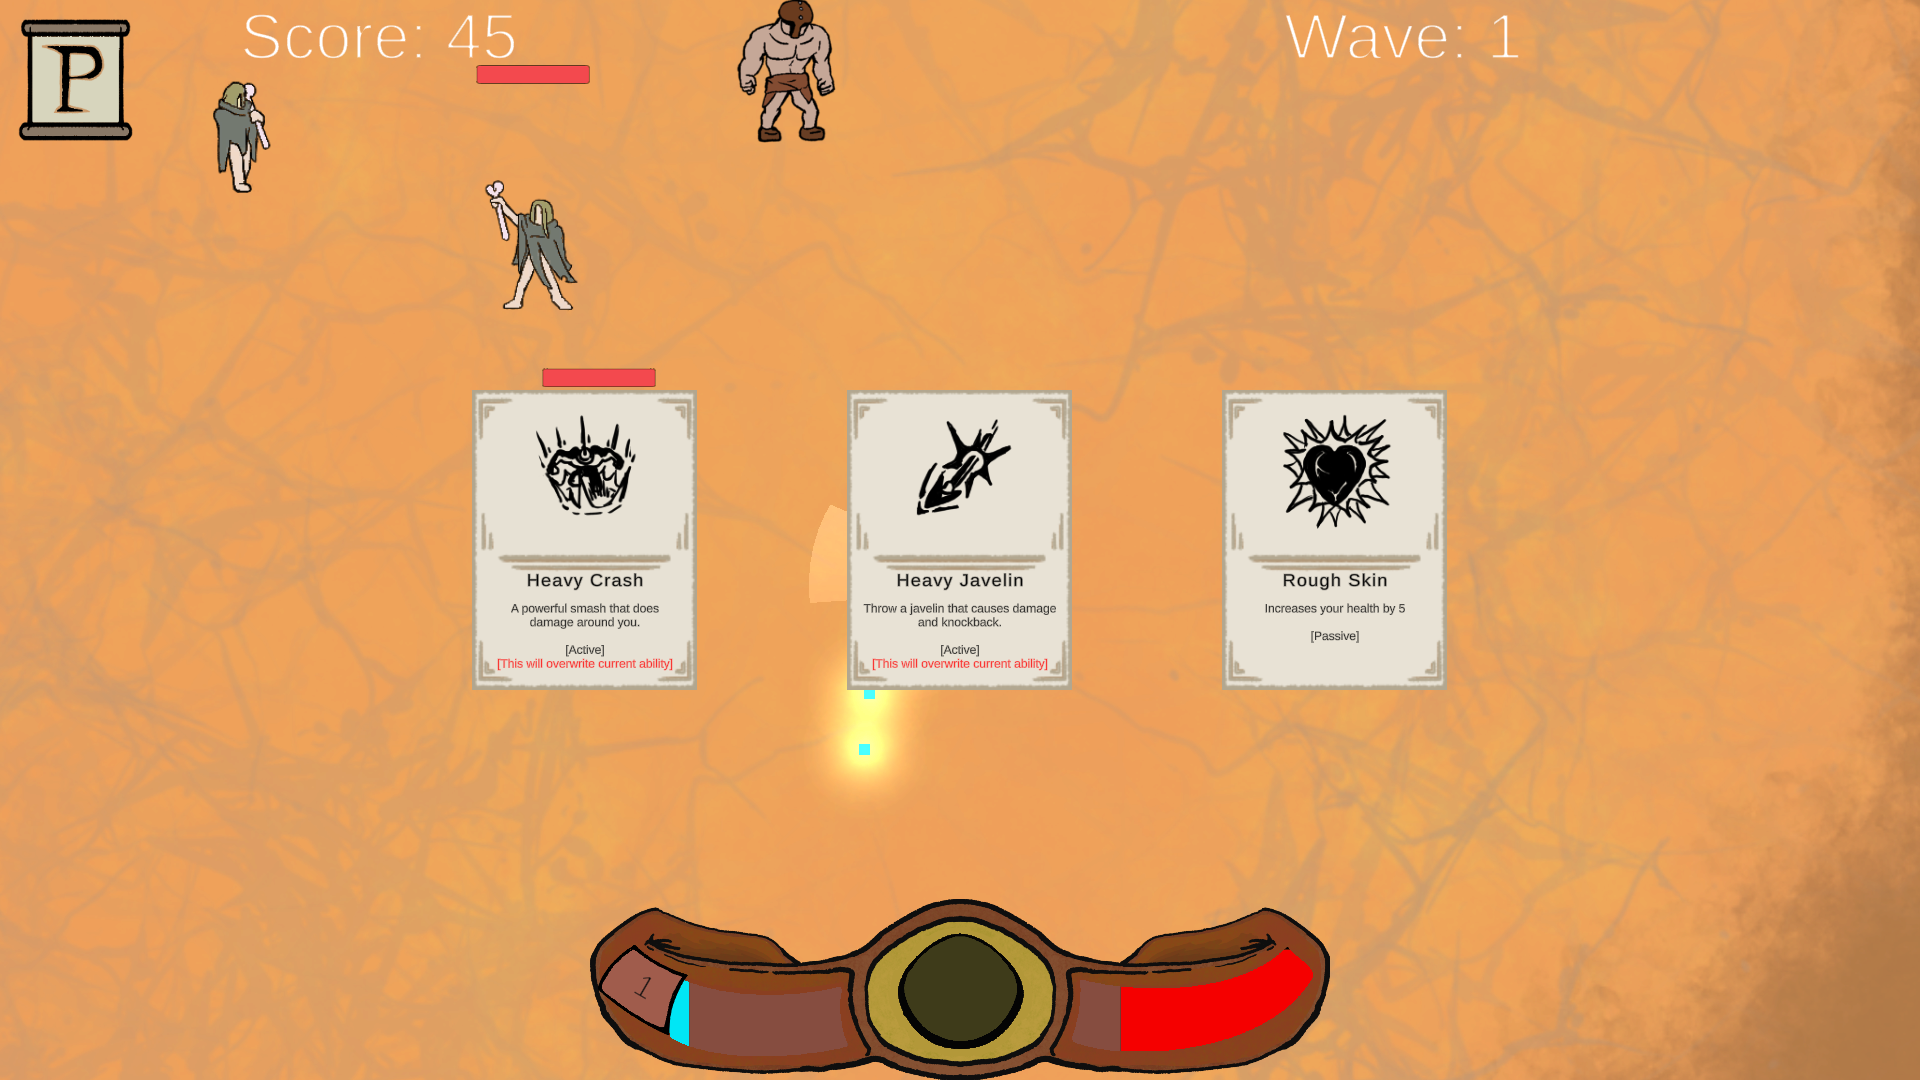 P
Score: 45
Wave: 1
Heavy Crash
A powerful smash that does
damage around you.
[Active]
[This will overwrite current ability]
Heavy Javelin
Throw a javelin that causes damage
and knockback.
[Active]
[This will overwrite current ability]
Rough Skin
Increases your health by 5
[Passive]
1